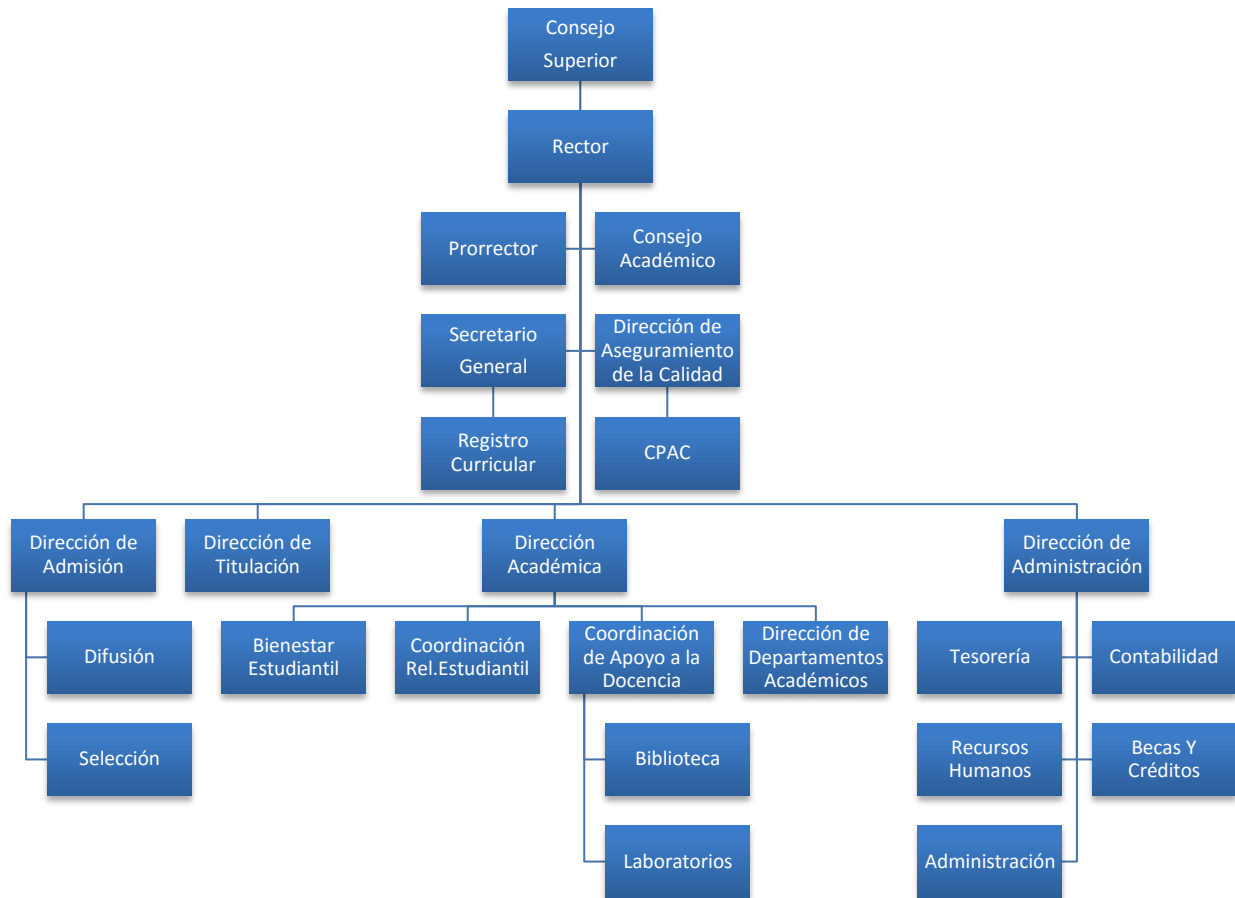 Consejo
Superior
Rector
Prorrector
Consejo
Académico
Secretario
General
Dirección de
Aseguramiento
de la Calidad
Registro
Curricular
CPAC
Dirección de
Admisión
Dirección de
Titulación
Dirección
Académica
Dirección de
Administración
Difusión
Bienestar
Estudiantil
Coordinación
Rel.Estudiantil
Coordinación
de Apoyo a la
Docencia
Dirección de
Departamentos
Académicos
Tesorería
Contabilidad
Selección
Biblioteca
Recursos
Humanos
Becas Y
Créditos
Laboratorios
Administración